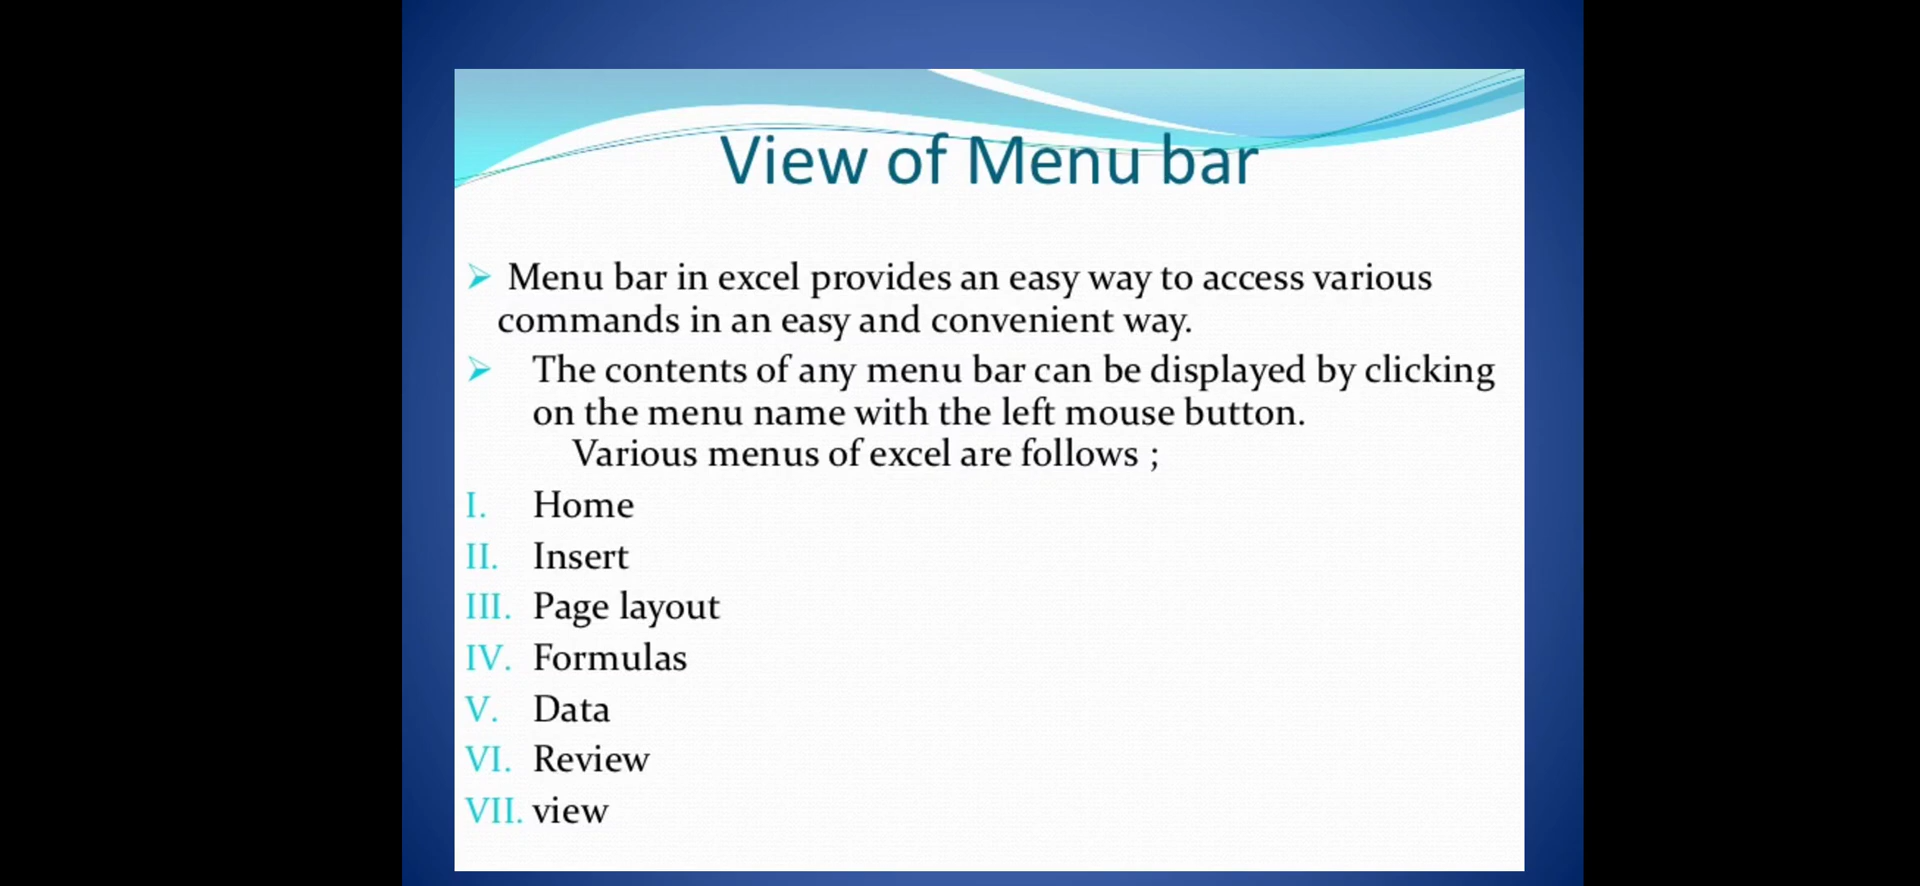 View of Menu bar
Menu bar in excel provides an easy way to access various
commands in an easy and convenient way.
The contents of any menu bar can be displayed by clicking
on the menu name with the left mouse button.
Various menus of excel are follows ;
I. Home
II. Insert
III. Page layout
IV. Formulas
V. Data
VI. Review
VII. view